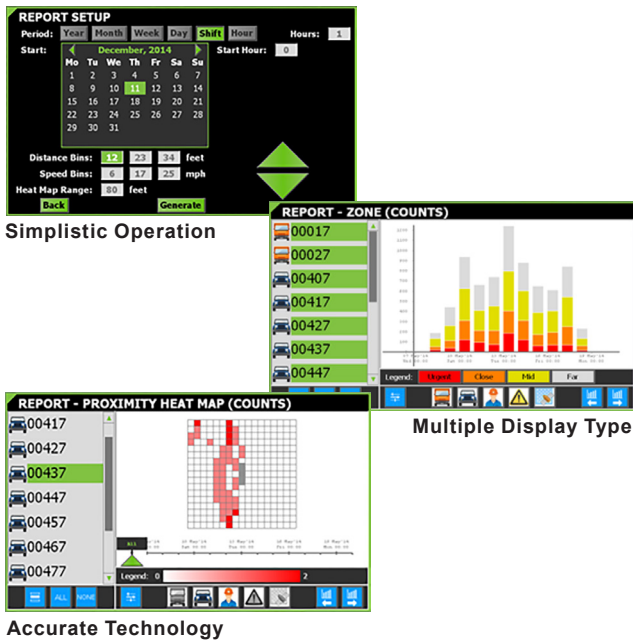 REPORT SETUP
Period: Year Month Week Day Shift Hour Hours: 1
Start: December, 2014 Start Hour: 0
Mo Tu We Th Fr Sa Su
1 2 3 4 5 6 7
8 9 10 11 12 13 14
15 16 17 18 19 20 21
22 23 24 25 26 27 28
29 30 31
Distance Bins: 12 23 34 feet
Speed Bins: 6 17 25 mph
Heat Map Range: 80 feet
Back Generate
Simplistic Operation
REPORT - ZONE (COUNTS)
00017
00027
00407
00417
00427
00437
00447
Legend: Urgent Close Mid Far
Multiple Display Type
REPORT - PROXIMITY HEAT MAP (COUNTS)
00417
00427
00437
00447
00457
00467
00477
ALL
Legend: 0 2
ALL NONE
Accurate Technology